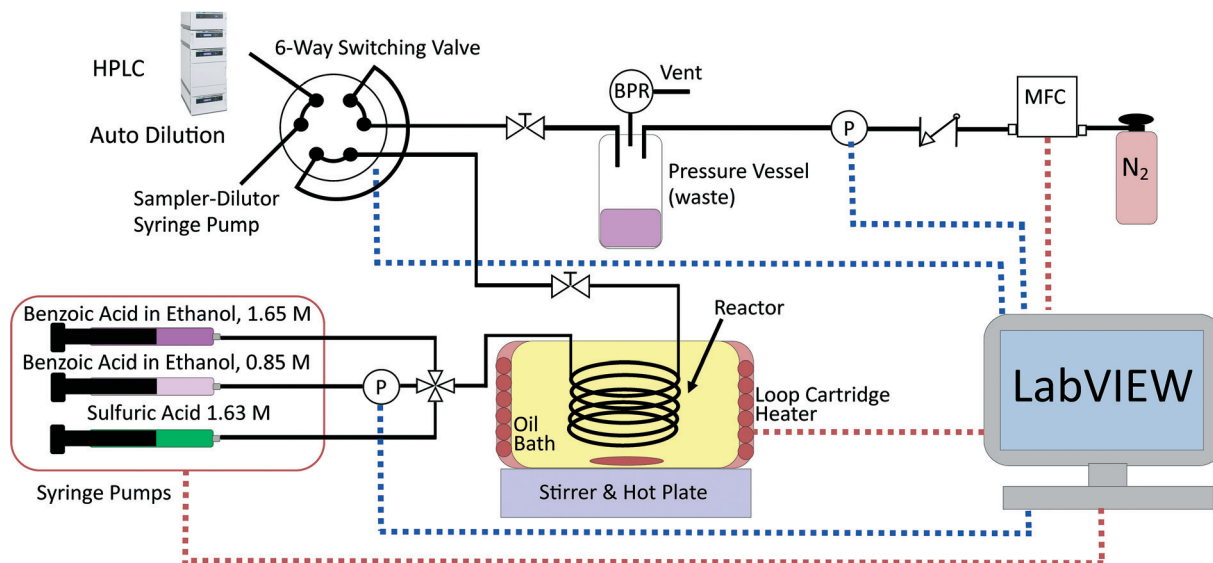 6-Way Switching Valve
HPLC
Auto Dilution
Sampler-Dilutor
Syringe Pump
BPR
Vent
Pressure Vessel
(waste)
P
MFC
N₂
Benzoic Acid in Ethanol, 1.65 M
Benzoic Acid in Ethanol, 0.85 M
Sulfuric Acid 1.63 M
Syringe Pumps
P
Reactor
Oil
Bath
Loop Cartridge
Heater
Stirrer & Hot Plate
LabVIEW